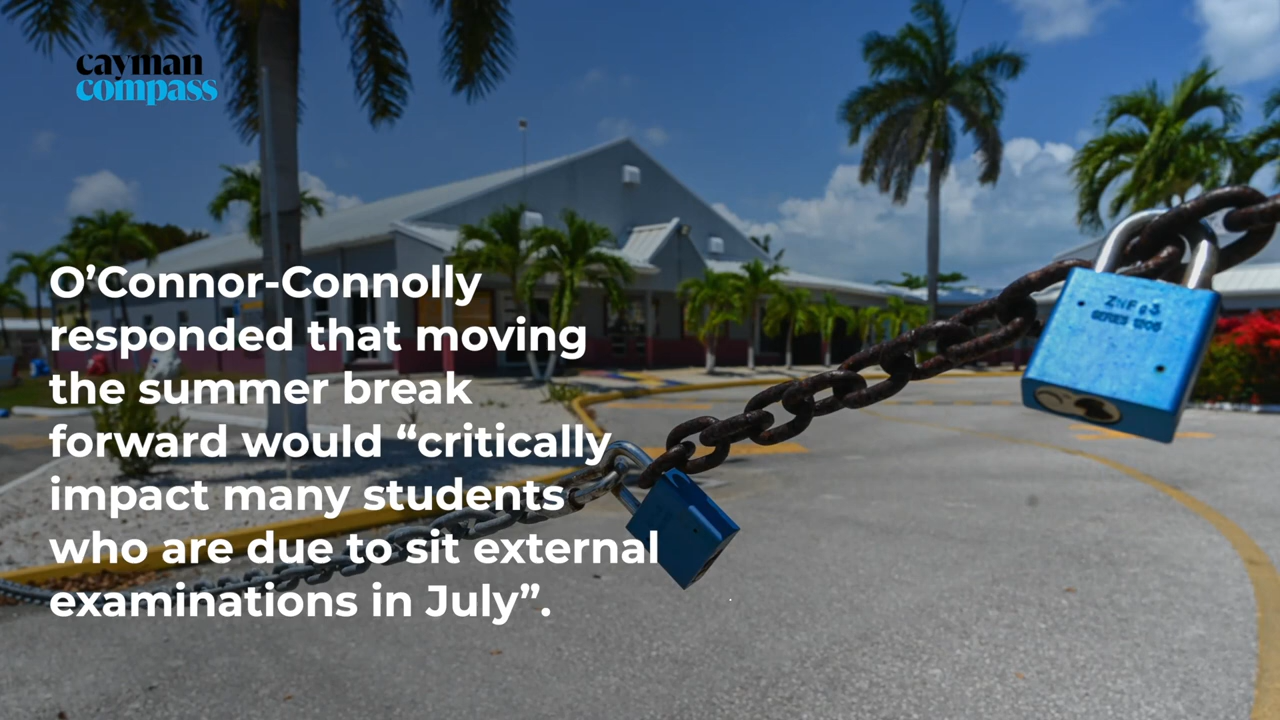 cayman
compass
O’Connor-Connolly
responded that moving
the summer break
forward would “critically
impact many students
who are due to sit external
examinations in July”.